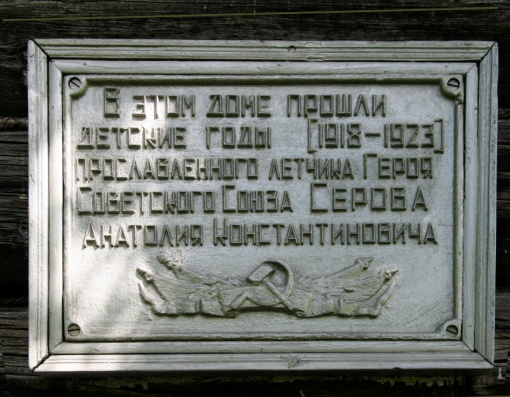 В этом доме прошли
детские годы [1918–1923]
прославленного летчика Героя
Советского Союза Серова
Анатолия Константиновича